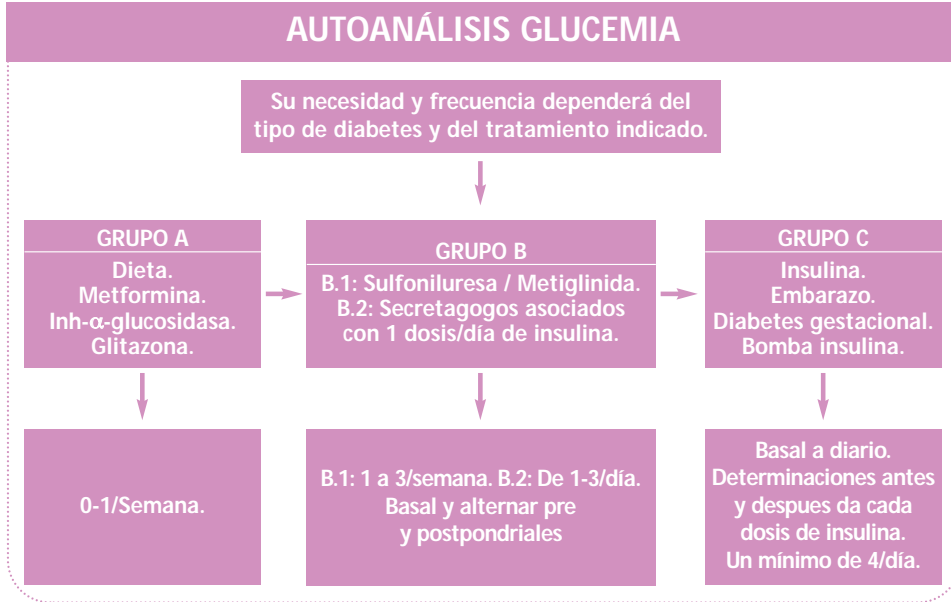 AUTOANÁLISIS GLUCEMIA
Su necesidad y frecuencia dependerá del
tipo de diabetes y del tratamiento indicado.
GRUPO A
Dieta.
Metformina.
Inh-α-glucosidasa.
Glitazona.
GRUPO B
B.1: Sulfoniluresa / Metiglinida.
B.2: Secretagogos asociados
con 1 dosis/día de insulina.
GRUPO C
Insulina.
Embarazo.
Diabetes gestacional.
Bomba insulina.
0-1/Semana.
B.1: 1 a 3/semana. B.2: De 1-3/día.
Basal y alternar pre
y postpondriales
Basal a diario.
Determinaciones antes
y despues da cada
dosis de insulina.
Un mínimo de 4/día.